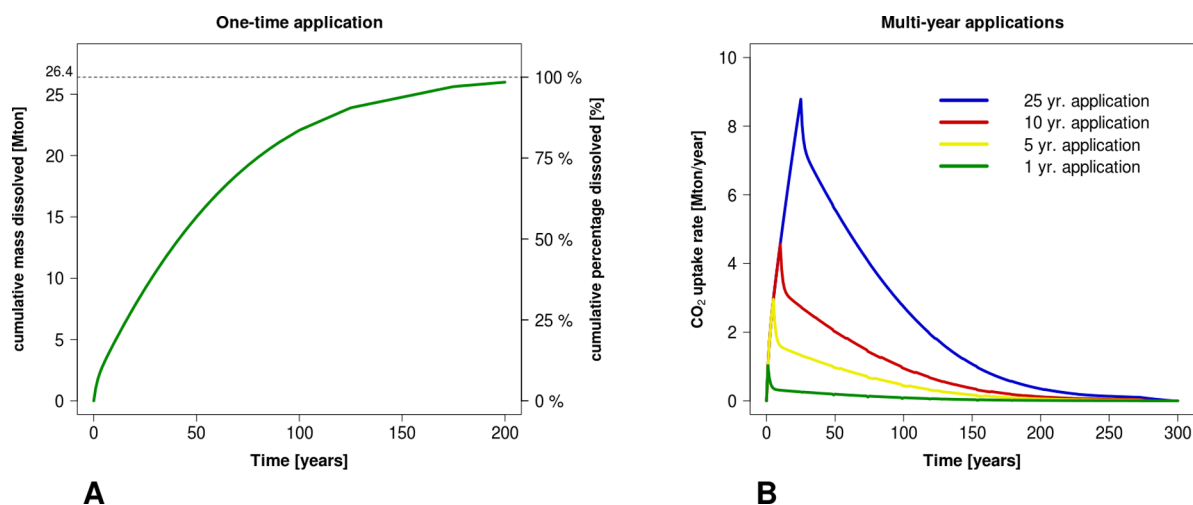 One-time application
26.4
25
20
15
10
5
0
cumulative mass dissolved [Mton]
100 %
75 %
50 %
25 %
0 %
cumulative percentage dissolved [%]
0 50 100 150 200
Time [years]
A
Multi-year applications
10
8
6
4
2
0
CO₂ uptake rate [Mton/year]
25 yr. application
10 yr. application
5 yr. application
1 yr. application
0 50 100 150 200 250 300
Time [years]
B